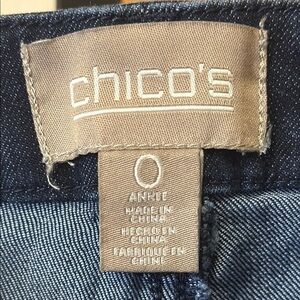 chico's
0
ANKLE
MADE IN
CHINA
HECHO EN
CHINA
FABRIQUÉ EN
CHINE